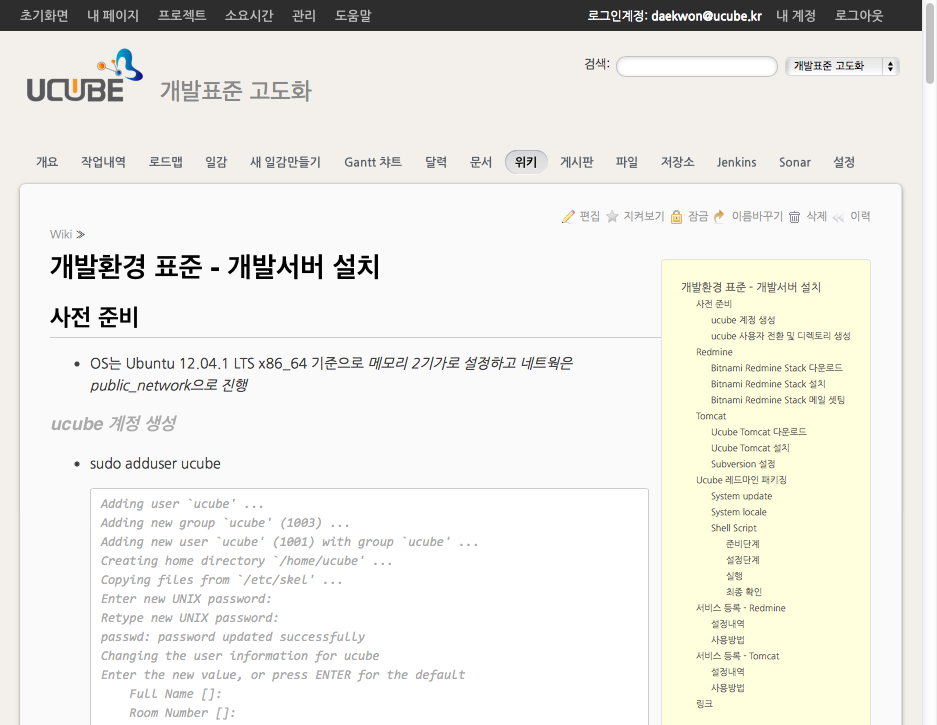 초기화면 내 페이지 프로젝트 소요시간 관리 도움말 로그인계정: daekwon@ucube.kr 내 계정 로그아웃
UCUBE 개발표준 고도화
검색: 개발표준 고도화
개요 작업내역 로드맵 일감 새 일감만들기 Gantt 챠트 달력 문서 위키 게시판 파일 저장소 Jenkins Sonar 설정
편집 지켜보기 잠금 이름바꾸기 삭제 이력
Wiki »
개발환경 표준 - 개발서버 설치
사전 준비
• OS는 Ubuntu 12.04.1 LTS x86_64 기준으로 메모리 2기가로 설정하고 네트웍은
public_network으로 진행
ucube 계정 생성
• sudo adduser ucube
Adding user `ucube' ...
Adding new group `ucube' (1003) ...
Adding new user `ucube' (1001) with group `ucube' ...
Creating home directory `/home/ucube' ...
Copying files from `/etc/skel' ...
Enter new UNIX password:
Retype new UNIX password:
passwd: password updated successfully
Changing the user information for ucube
Enter the new value, or press ENTER for the default
Full Name []:
Room Number []:
개발환경 표준 - 개발서버 설치
사전 준비
ucube 계정 생성
ucube 사용자 전환 및 디렉토리 생성
Redmine
Bitnami Redmine Stack 다운로드
Bitnami Redmine Stack 설치
Bitnami Redmine Stack 메일 셋팅
Tomcat
Ucube Tomcat 다운로드
Ucube Tomcat 설치
Subversion 설정
Ucube 레드마인 패키징
System update
System locale
Shell Script
준비단계
설정단계
실행
최종 확인
서비스 등록 - Redmine
설정내역
사용방법
서비스 등록 - Tomcat
설정내역
사용방법
링크